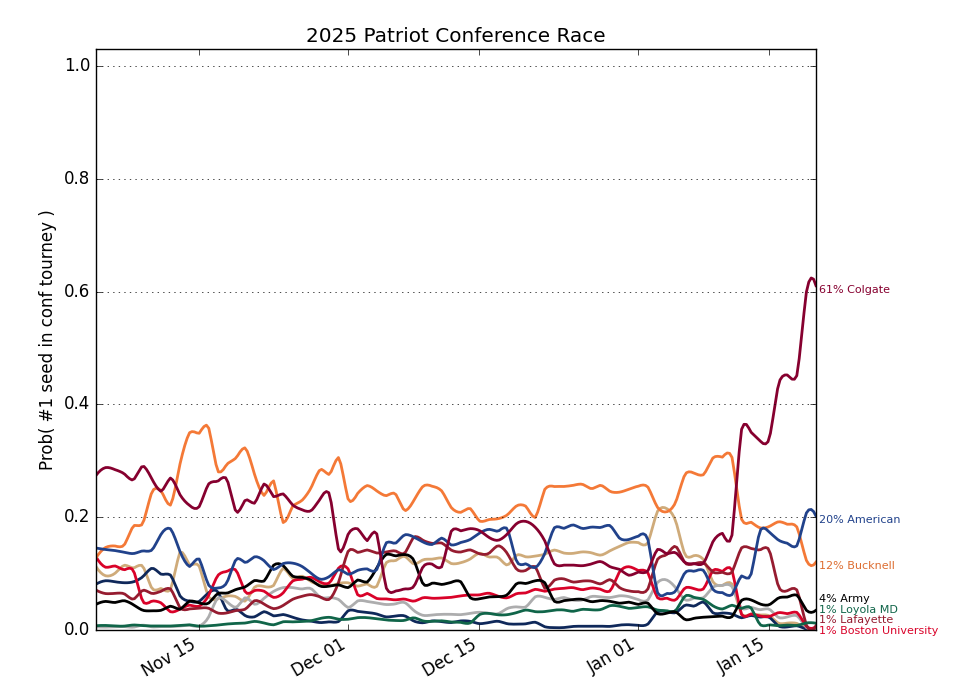 2025 Patriot Conference Race
Prob( #1 seed in conf tourney )
1.0
0.8
0.6
0.4
0.2
0.0
Nov 15
Dec 01
Dec 15
Jan 01
Jan 15
61% Colgate
20% American
12% Bucknell
4% Army
1% Loyola MD
1% Lafayette
1% Boston University